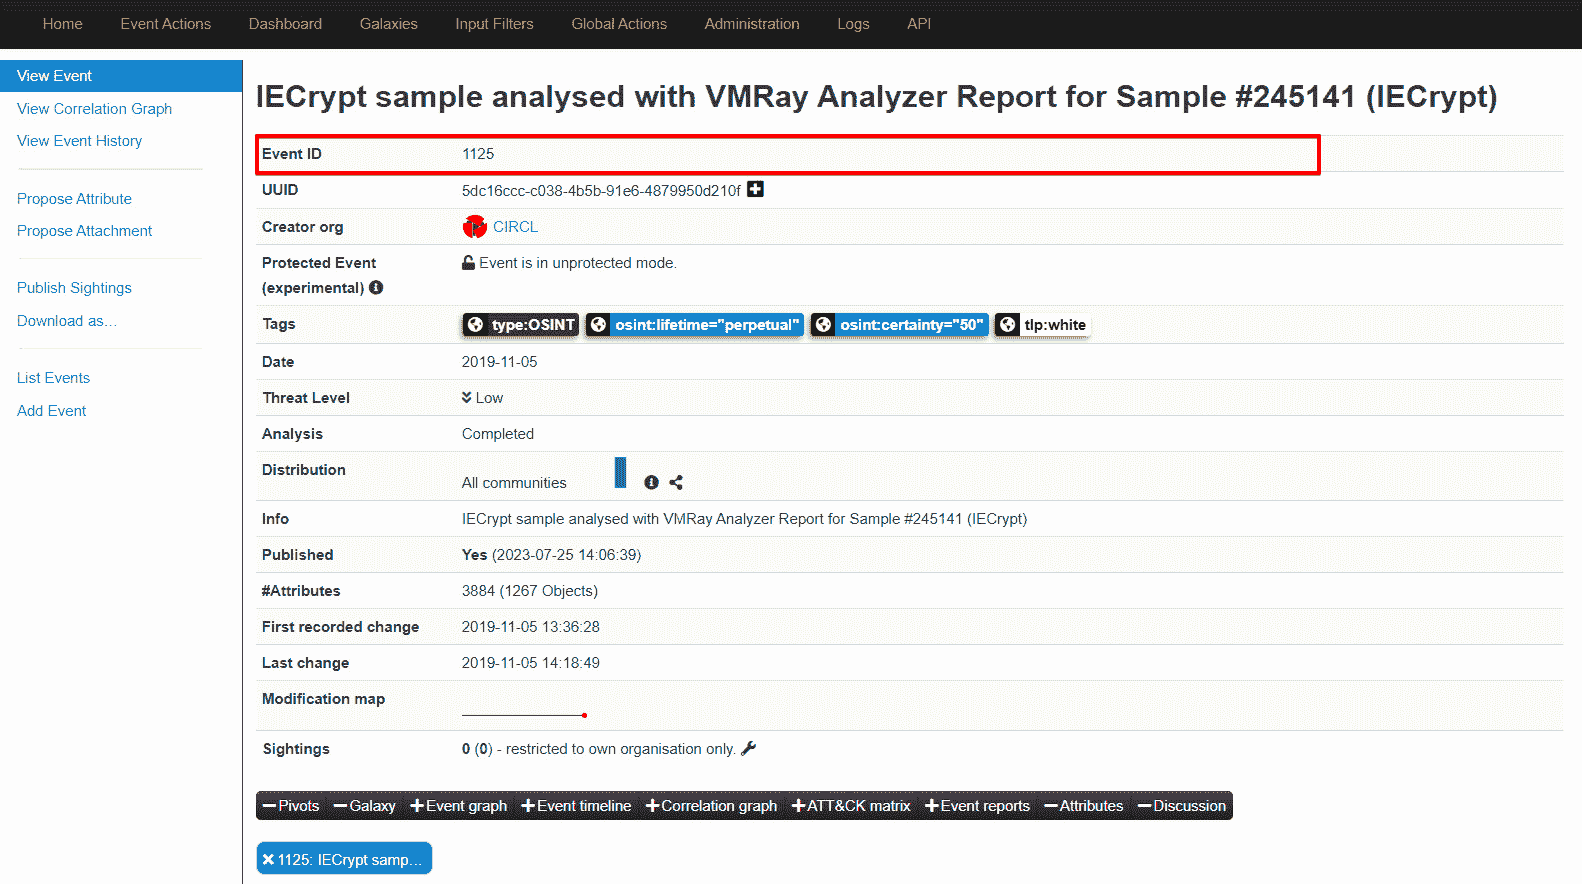 Home Event Actions Dashboard Galaxies Input Filters Global Actions Administration Logs API
View Event
View Correlation Graph
View Event History
Propose Attribute
Propose Attachment
Publish Sightings
Download as...
List Events
Add Event
IECrypt sample analysed with VMRay Analyzer Report for Sample #245141 (IECrypt)
Event ID 1125
UUID 5dc16ccc-c038-4b5b-91e6-4879950d210f
Creator org CIRCL
Protected Event Event is in unprotected mode.
(experimental)
Tags type:OSINT osint:lifetime="perpetual" osint:certainty="50" tlp:white
Date 2019-11-05
Threat Level Low
Analysis Completed
Distribution All communities
Info IECrypt sample analysed with VMRay Analyzer Report for Sample #245141 (IECrypt)
Published Yes (2023-07-25 14:06:39)
#Attributes 3884 (1267 Objects)
First recorded change 2019-11-05 13:36:28
Last change 2019-11-05 14:18:49
Modification map
Sightings 0 (0) - restricted to own organisation only.
Pivots Galaxy Event graph Event timeline Correlation graph ATT&CK matrix Event reports Attributes Discussion
1125: IECrypt samp...